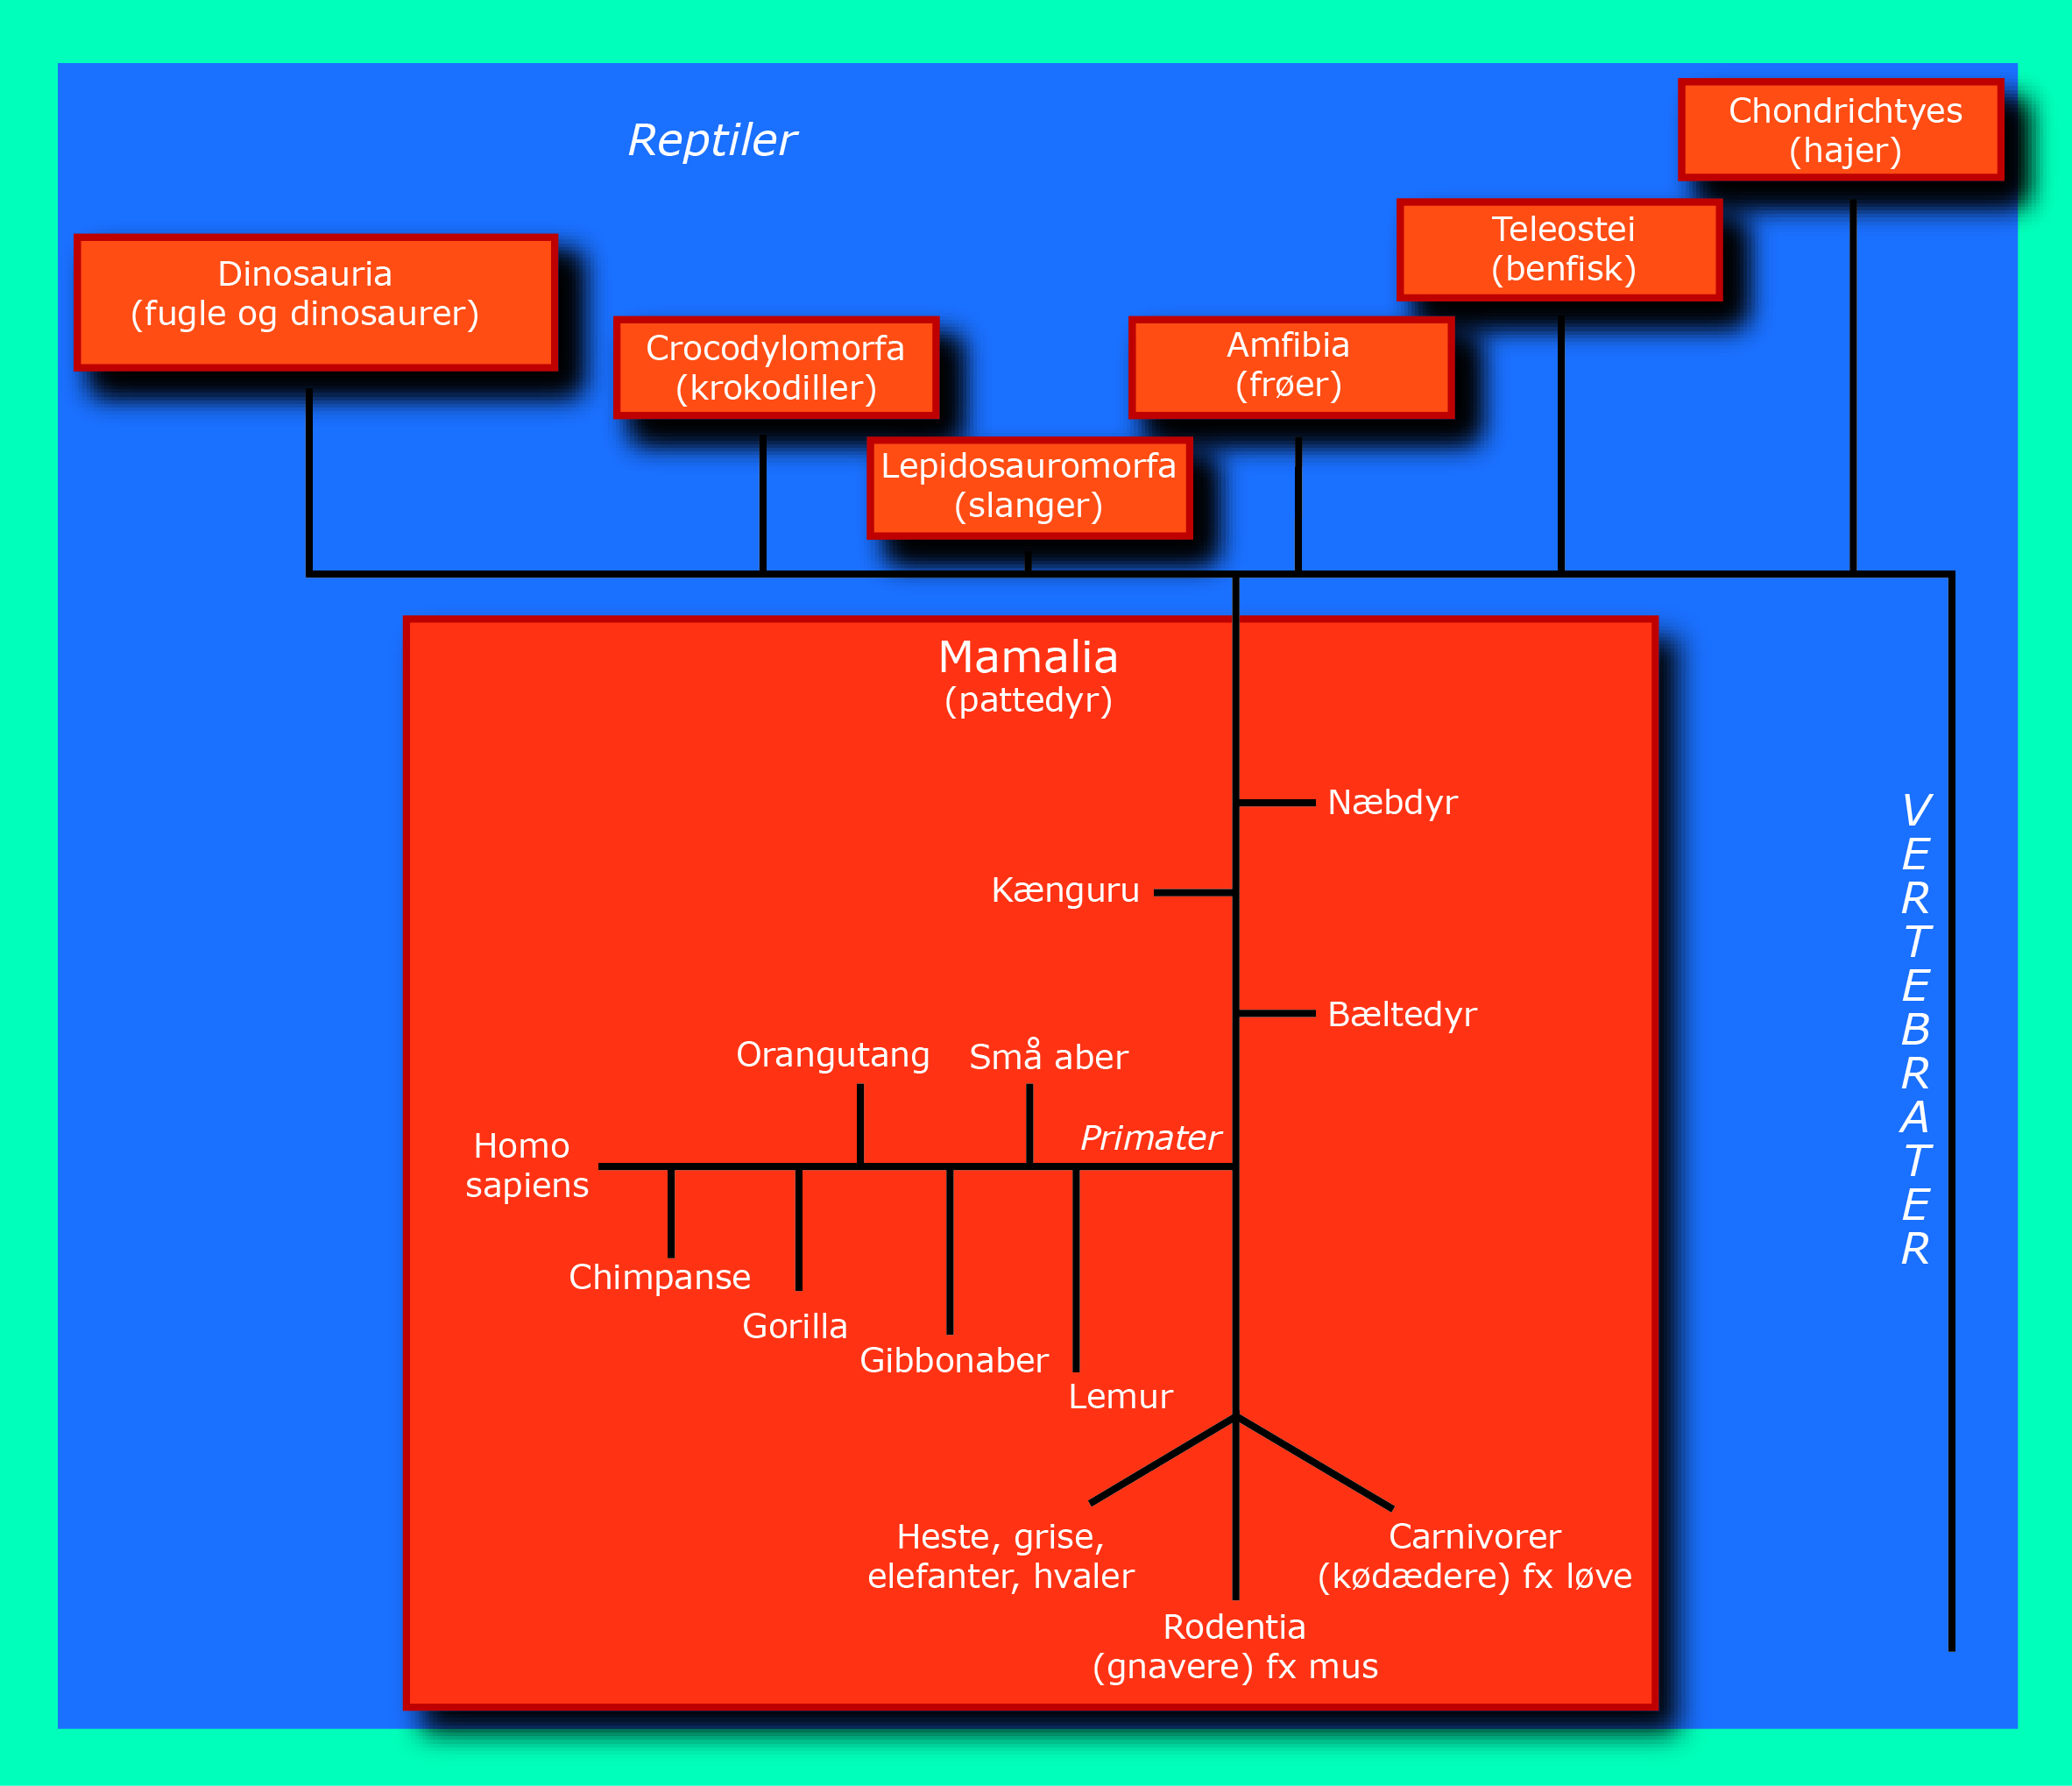 Reptiler
Chondrichtyes
(hajer)
Teleostei
(benfisk)
Dinosauria
(fugle og dinosaurer)
Crocodylomorfa
(krokodiller)
Amfibia
(frøer)
Lepidosauromorfa
(slanger)
Mamalia
(pattedyr)
Næbdyr
Kænguru
Bæltedyr
Orangutang
Små aber
Primater
Homo
sapiens
Chimpanse
Gorilla
Gibbonaber
Lemur
Heste, grise,
elefanter, hvaler
Carnivorer
(kødædere) fx løve
Rodentia
(gnavere) fx mus
VERTEBRATER